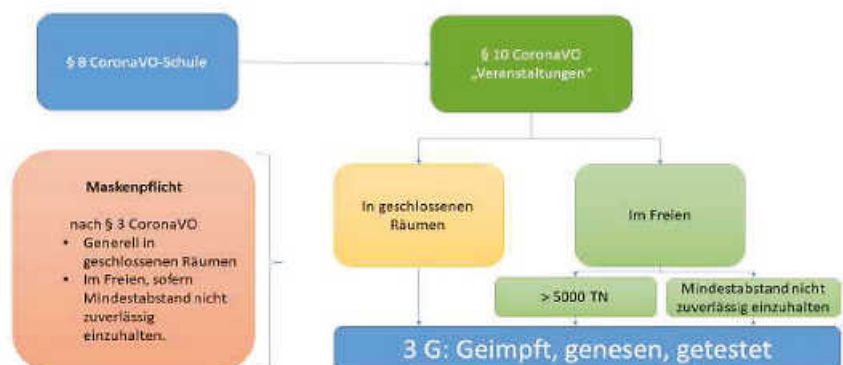 § 8 CoronaVO-Schule
§ 10 CoronaVO
„Veranstaltungen“
Maskenpflicht
nach § 3 CoronaVO
• Generell in
geschlossenen Räumen
• Im Freien, sofern
Mindestabstand nicht
zuverlässig
einzuhalten.
In geschlossenen
Räumen
Im Freien
> 5000 TN
Mindestabstand nicht
zuverlässig einzuhalten
3 G: Geimpft, genesen, getestet